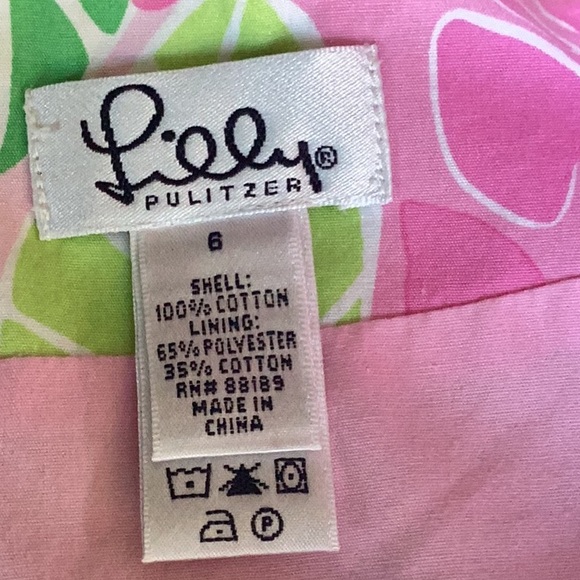 Lilly®
PULITZER
6
SHELL:
100% COTTON
LINING:
65% POLYESTER
35% COTTON
RN# 88189
MADE IN
CHINA
P